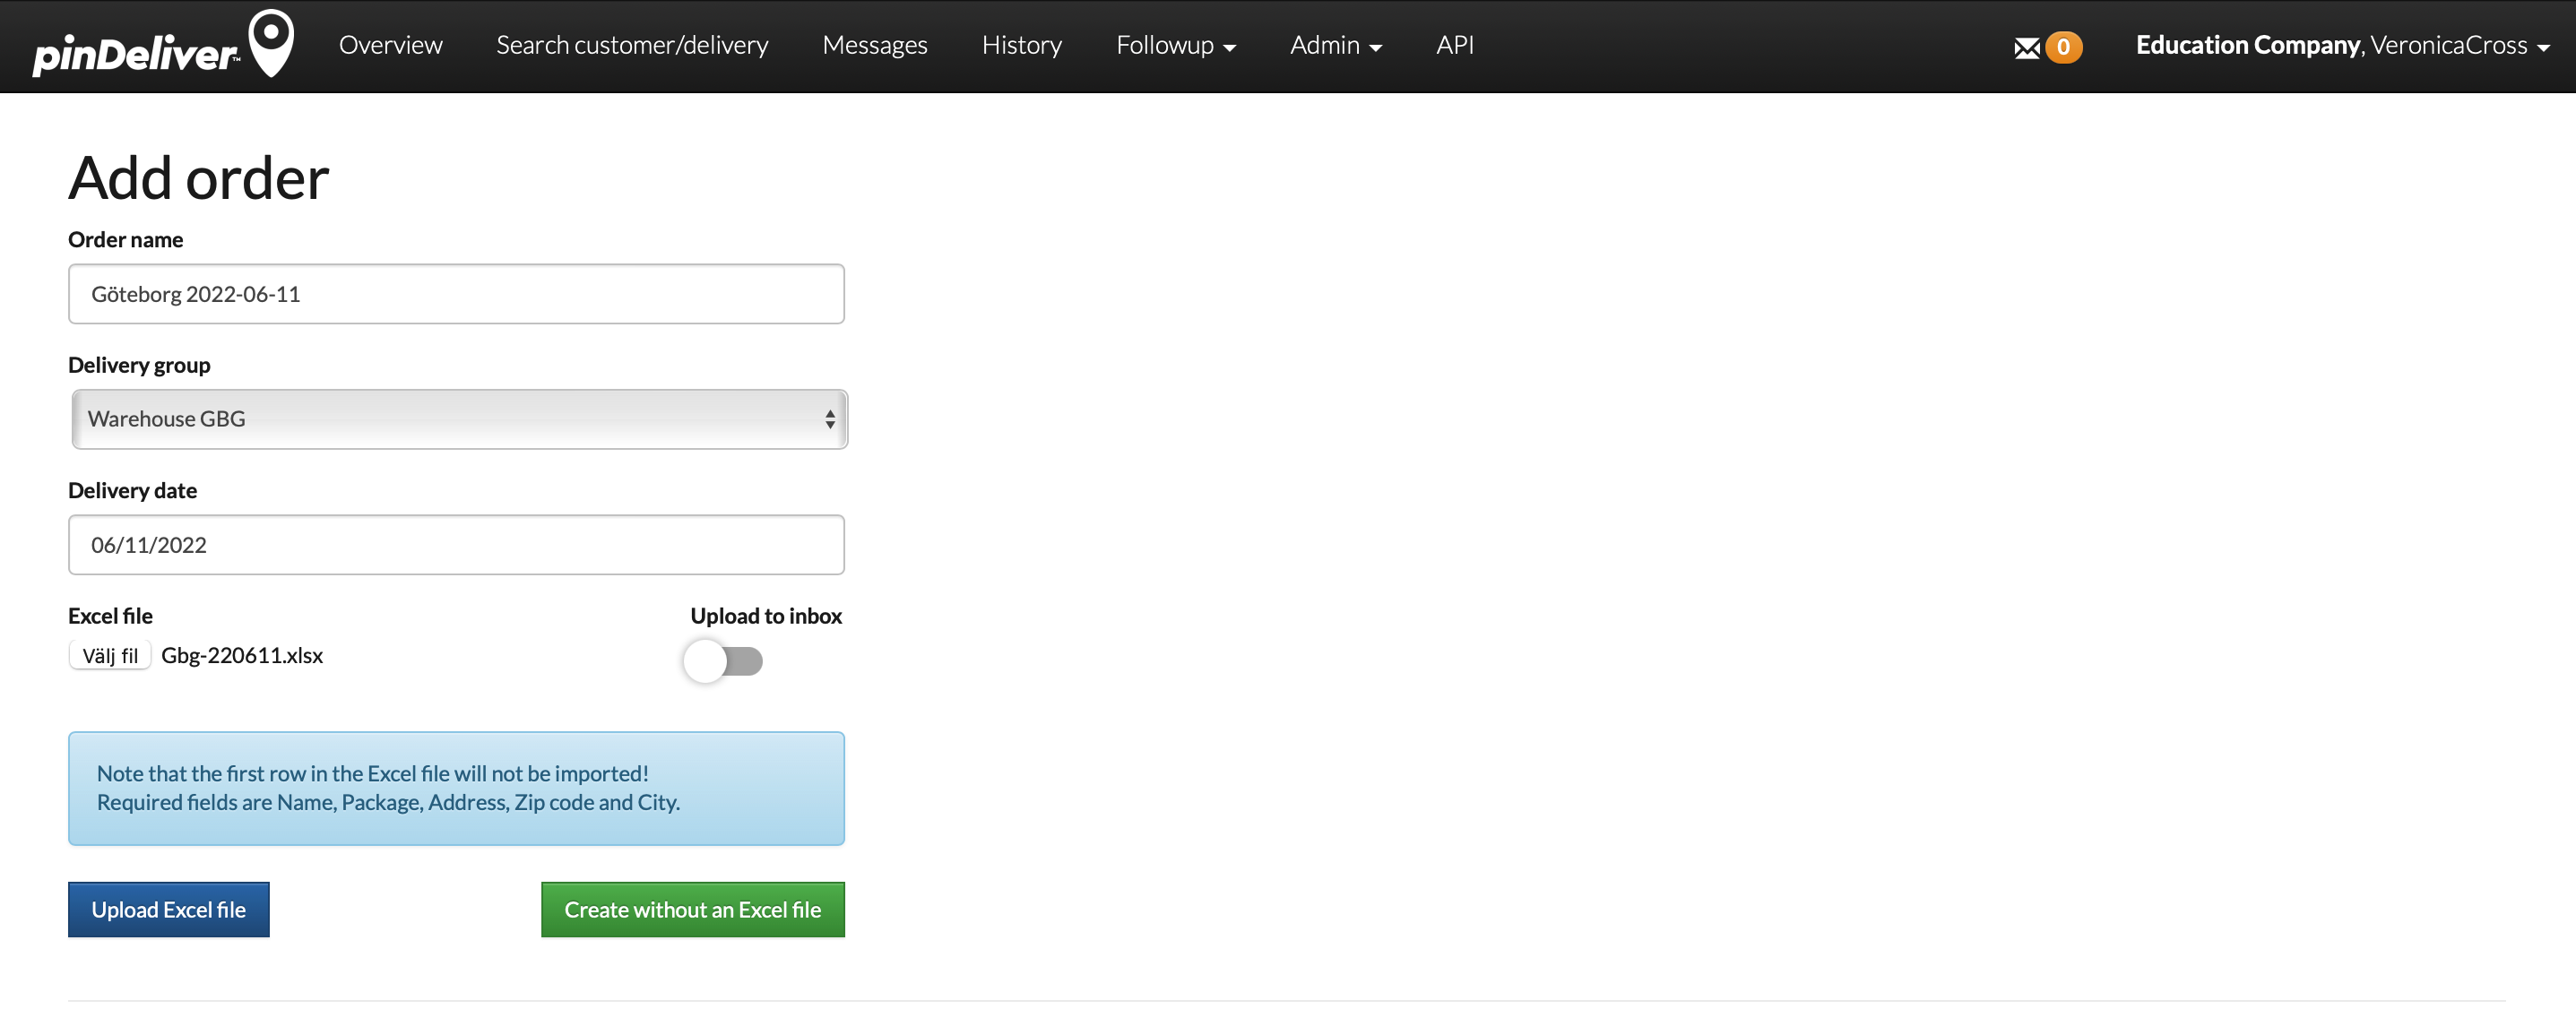 pinDeliver™ Overview Search customer/delivery Messages History Followup Admin API 0 Education Company, VeronicaCross
Add order
Order name
Göteborg 2022-06-11
Delivery group
Warehouse GBG
Delivery date
06/11/2022
Excel file Upload to inbox
Välj fil Gbg-220611.xlsx
Note that the first row in the Excel file will not be imported!
Required fields are Name, Package, Address, Zip code and City.
Upload Excel file Create without an Excel file